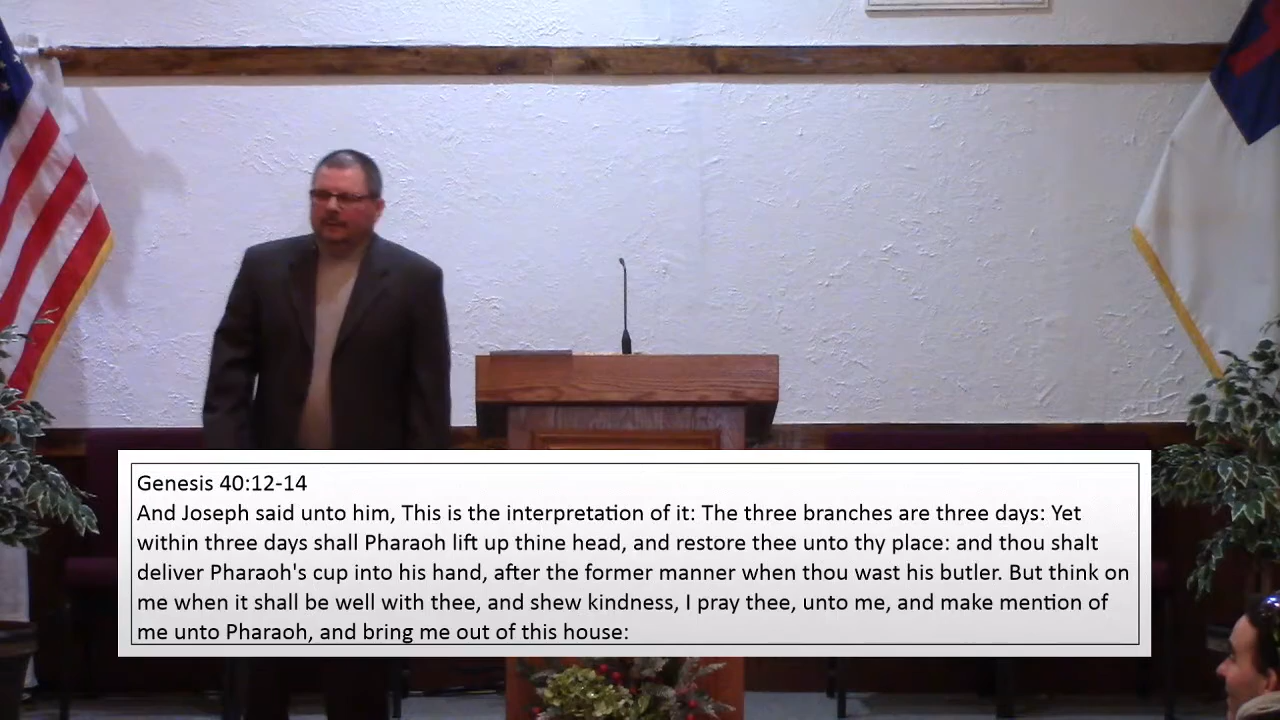 Genesis 40:12-14
And Joseph said unto him, This is the interpretation of it: The three branches are three days: Yet
within three days shall Pharaoh lift up thine head, and restore thee unto thy place: and thou shalt
deliver Pharaoh's cup into his hand, after the former manner when thou wast his butler. But think on
me when it shall be well with thee, and shew kindness, I pray thee, unto me, and make mention of
me unto Pharaoh, and bring me out of this house: